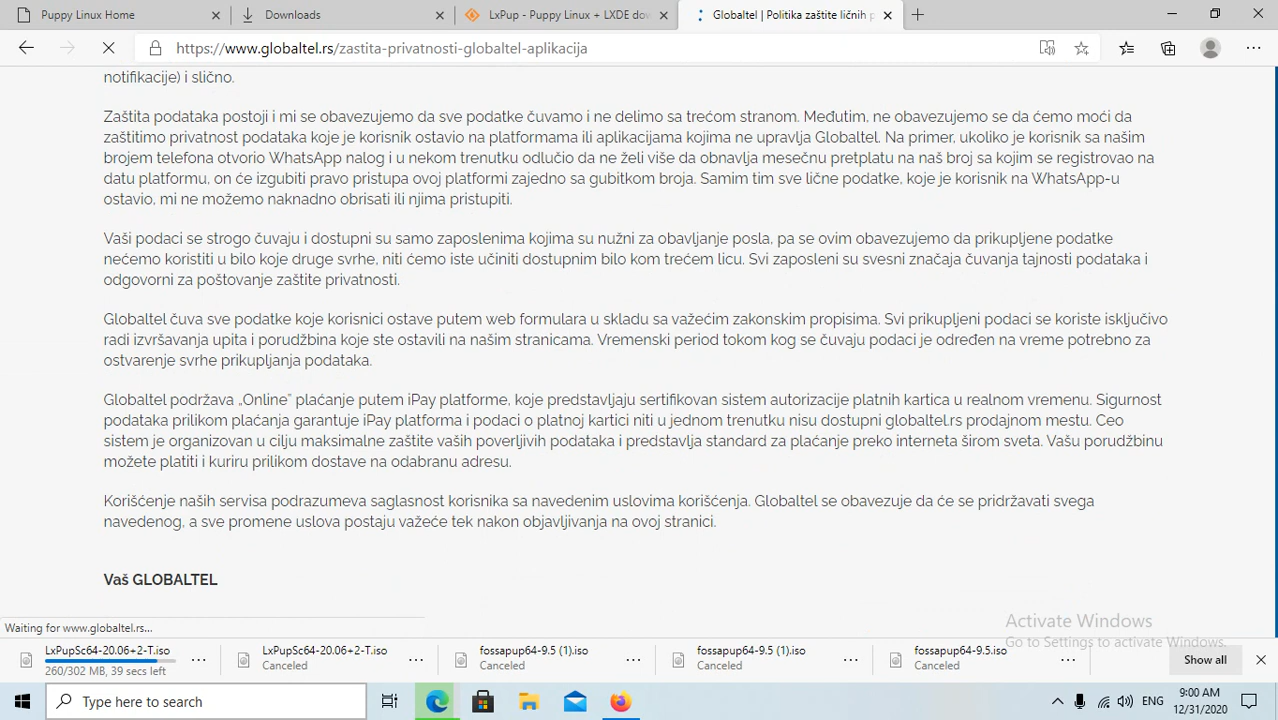 Puppy Linux Home
Downloads
LxPup - Puppy Linux + LXDE dov
Globaltel | Politika zaštite ličnih p
https://www.globaltel.rs/zastita-privatnosti-globaltel-aplikacija
notifikacije) i slično.
Zaštita podataka postoji i mi se obavezujemo da sve podatke čuvamo i ne delimo sa trećom stranom. Međutim, ne obavezujemo se da ćemo moći da
zaštitimo privatnost podataka koje je korisnik ostavio na platformama ili aplikacijama kojima ne upravlja Globaltel. Na primer, ukoliko je korisnik sa našim
brojem telefona otvorio WhatsApp nalog i u nekom trenutku odlučio da ne želi više da obnavlja mesečnu pretplatu na naš broj sa kojim se registrovao na
datu platformu, on će izgubiti pravo pristupa ovoj platformi zajedno sa gubitkom broja. Samim tim sve lične podatke, koje je korisnik na WhatsApp-u
ostavio, mi ne možemo naknadno obrisati ili njima pristupiti.
Vaši podaci se strogo čuvaju i dostupni su samo zaposlenima kojima su nužni za obavljanje posla, pa se ovim obavezujemo da prikupljene podatke
nećemo koristiti u bilo koje druge svrhe, niti ćemo iste učiniti dostupnim bilo kom trećem licu. Svi zaposleni su svesni značaja čuvanja tajnosti podataka i
odgovorni za poštovanje zaštite privatnosti.
Globaltel čuva sve podatke koje korisnici ostave putem web formulara u skladu sa važećim zakonskim propisima. Svi prikupljeni podaci se koriste isključivo
radi izvršavanja upita i porudžbina koje ste ostavili na našim stranicama. Vremenski period tokom kog se čuvaju podaci je određen na vreme potrebno za
ostvarenje svrhe prikupljanja podataka.
Globaltel podržava „Online” plaćanje putem iPay platforme, koje predstavljaju sertifikovan sistem autorizacije platnih kartica u realnom vremenu. Sigurnost
podataka prilikom plaćanja garantuje iPay platforma i podaci o platnoj kartici niti u jednom trenutku nisu dostupni globaltel.rs prodajnom mestu. Ceo
sistem je organizovan u cilju maksimalne zaštite vaših poverljivih podataka i predstavlja standard za plaćanje preko interneta širom sveta. Vašu porudžbinu
možete platiti i kuriru prilikom dostave na odabranu adresu.
Korišćenje naših servisa podrazumeva saglasnost korisnika sa navedenim uslovima korišćenja. Globaltel se obavezuje da će se pridržavati svega
navedenog, a sve promene uslova postaju važeće tek nakon objavljivanja na ovoj stranici.
Vaš GLOBALTEL
Activate Windows
Go to Settings to activate Windows.
Waiting for www.globaltel.rs...
LxPupSc64-20.06+2-T.iso
260/302 MB, 39 secs left
LxPupSc64-20.06+2-T.iso
Canceled
fossapup64-9.5 (1).iso
Canceled
fossapup64-9.5 (1).iso
Canceled
fossapup64-9.5.iso
Canceled
Show all
Type here to search
ENG
9:00 AM
12/31/2020